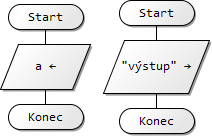 Start
a ←
Konec
Start
"výstup" →
Konec